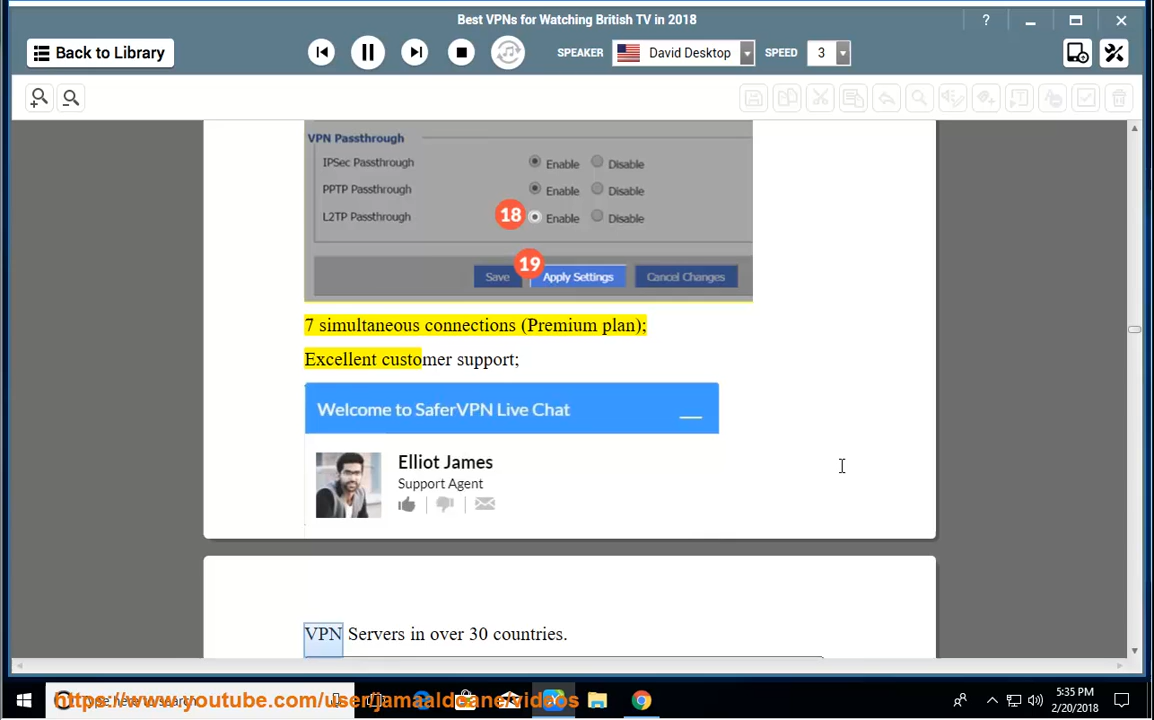 Best VPNs for Watching British TV in 2018
?
Back to Library
SPEAKER
David Desktop
SPEED
3
VPN Passthrough
IPSec Passthrough Enable Disable
PPTP Passthrough Enable Disable
L2TP Passthrough 18 Enable Disable
19
Save Apply Settings Cancel Changes
7 simultaneous connections (Premium plan);
Excellent customer support;
Welcome to SaferVPN Live Chat
Elliot James
Support Agent
VPN Servers in over 30 countries.
https://www.youtube.com/user/jamaaldoane/videos
5:35 PM
2/20/2018